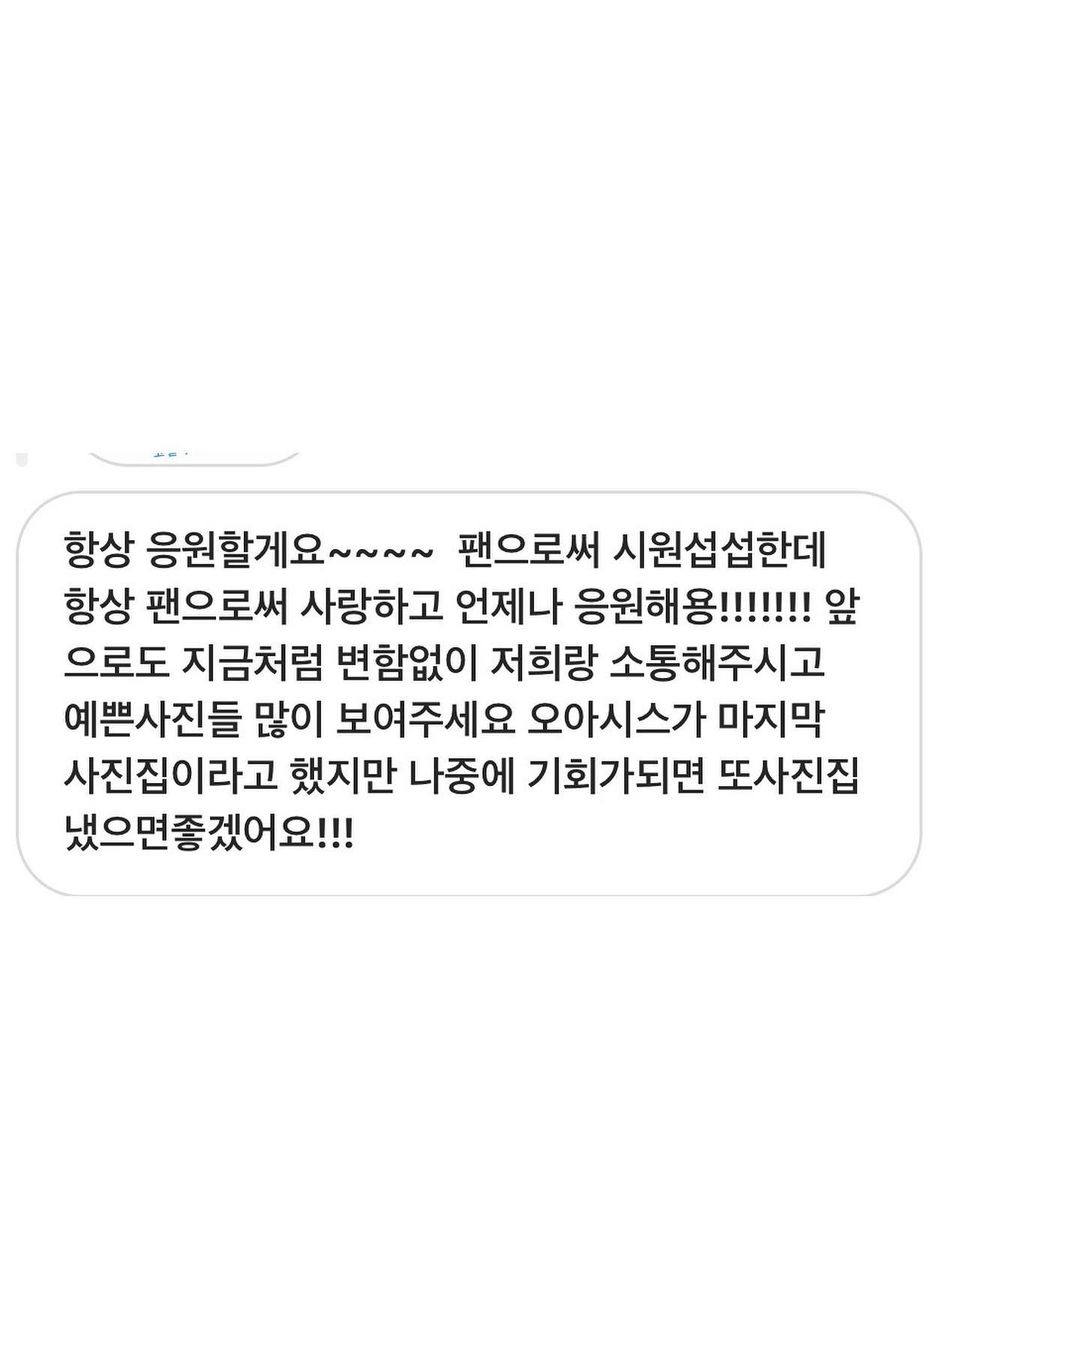 항상 응원할게요~~~~  팬으로써 시원섭섭한데
항상 팬으로써 사랑하고 언제나 응원해용!!!!!!! 앞
으로도 지금처럼 변함없이 저희랑 소통해주시고
예쁜사진들 많이 보여주세요 오아시스가 마지막
사진집이라고 했지만 나중에 기회가되면 또사진집
냈으면좋겠어요!!!